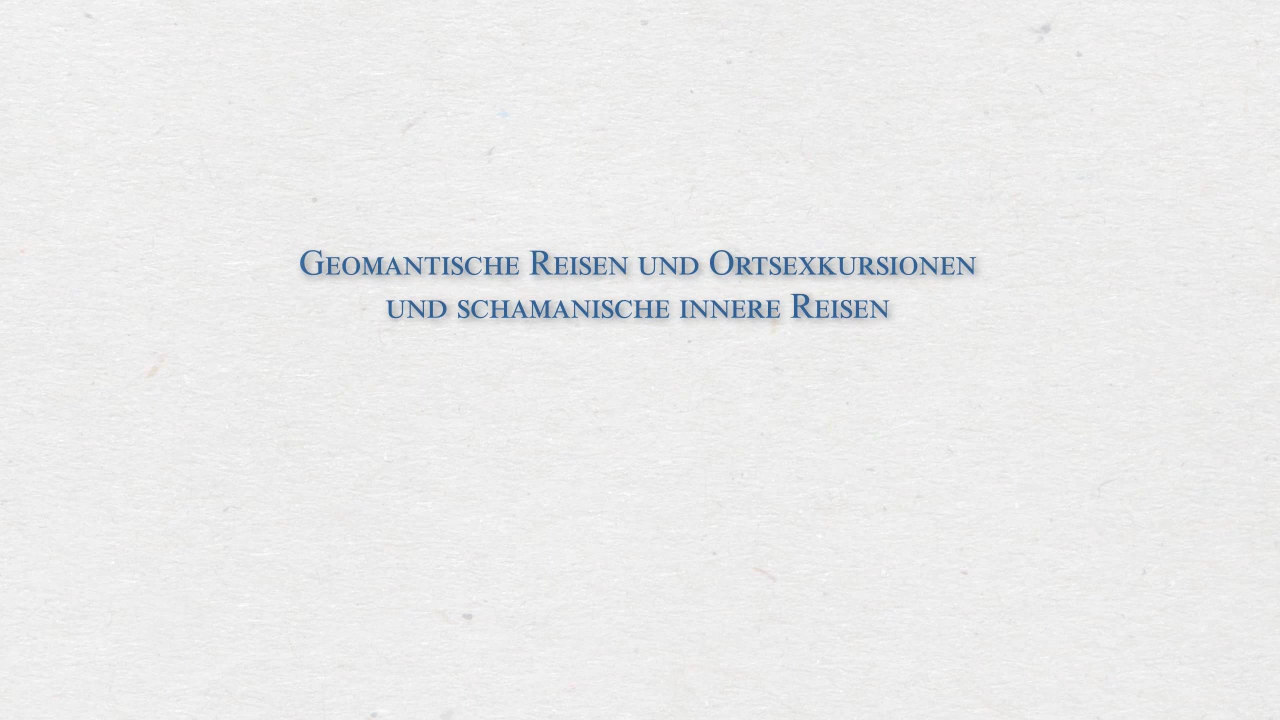 Geomantische Reisen und Ortsexkursionen
und schamanische innere Reisen